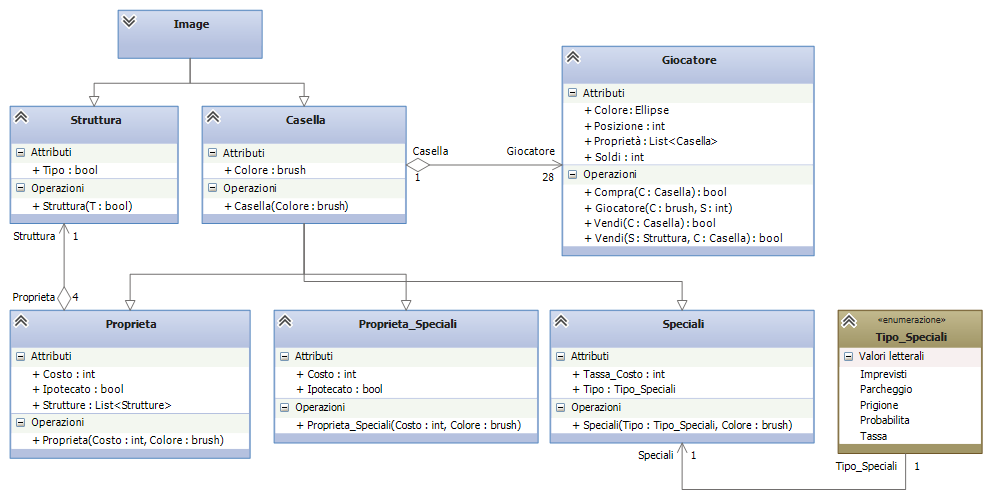 Image
Struttura
Attributi
+ Tipo : bool
Operazioni
+ Struttura(T : bool)
Casella
Attributi
+ Colore : brush
Operazioni
+ Casella(Colore : brush)
Casella
1
Giocatore
28
Giocatore
Attributi
+ Colore : Ellipse
+ Posizione : int
+ Proprietà : List<Casella>
+ Soldi : int
Operazioni
+ Compra(C : Casella) : bool
+ Giocatore(C : brush, S : int)
+ Vendi(C : Casella) : bool
+ Vendi(S : Struttura, C : Casella) : bool
Struttura
1
Proprieta
4
Proprieta
Attributi
+ Costo : int
+ Ipotecato : bool
+ Strutture : List<Strutture>
Operazioni
+ Proprieta(Costo : int, Colore : brush)
Proprieta_Speciali
Attributi
+ Costo : int
+ Ipotecato : bool
Operazioni
+ Proprieta_Speciali(Costo : int, Colore : brush)
Speciali
Attributi
+ Tassa_Costo : int
+ Tipo : Tipo_Speciali
Operazioni
+ Speciali(Tipo : Tipo_Speciali, Colore : brush)
«enumerazione»
Tipo_Speciali
Valori letterali
Imprevisti
Parcheggio
Prigione
Probabilita
Tassa
Speciali
1
Tipo_Speciali
1